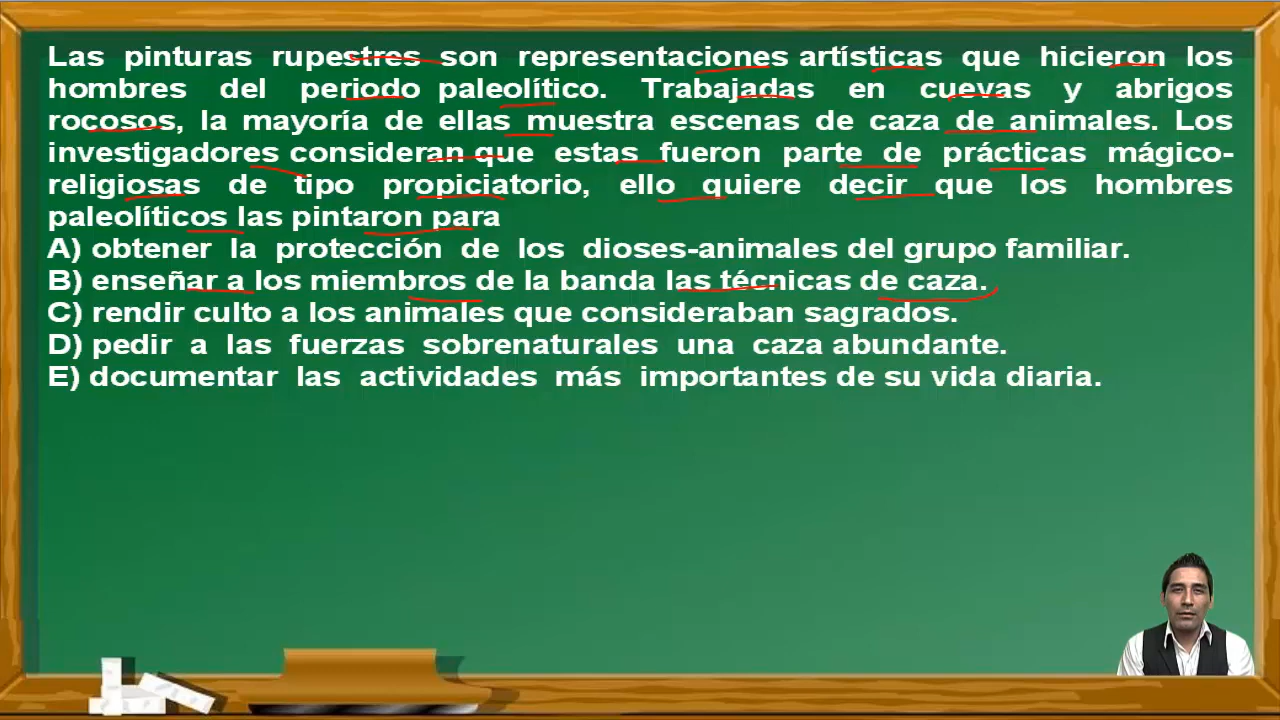 Las pinturas rupestres son representaciones artísticas que hicieron los
hombres del periodo paleolítico. Trabajadas en cuevas y abrigos
rocosos, la mayoría de ellas muestra escenas de caza de animales. Los
investigadores consideran que estas fueron parte de prácticas mágico-
religiosas de tipo propiciatorio, ello quiere decir que los hombres
paleolíticos las pintaron para
A) obtener la protección de los dioses-animales del grupo familiar.
B) enseñar a los miembros de la banda las técnicas de caza.
C) rendir culto a los animales que consideraban sagrados.
D) pedir a las fuerzas sobrenaturales una caza abundante.
E) documentar las actividades más importantes de su vida diaria.